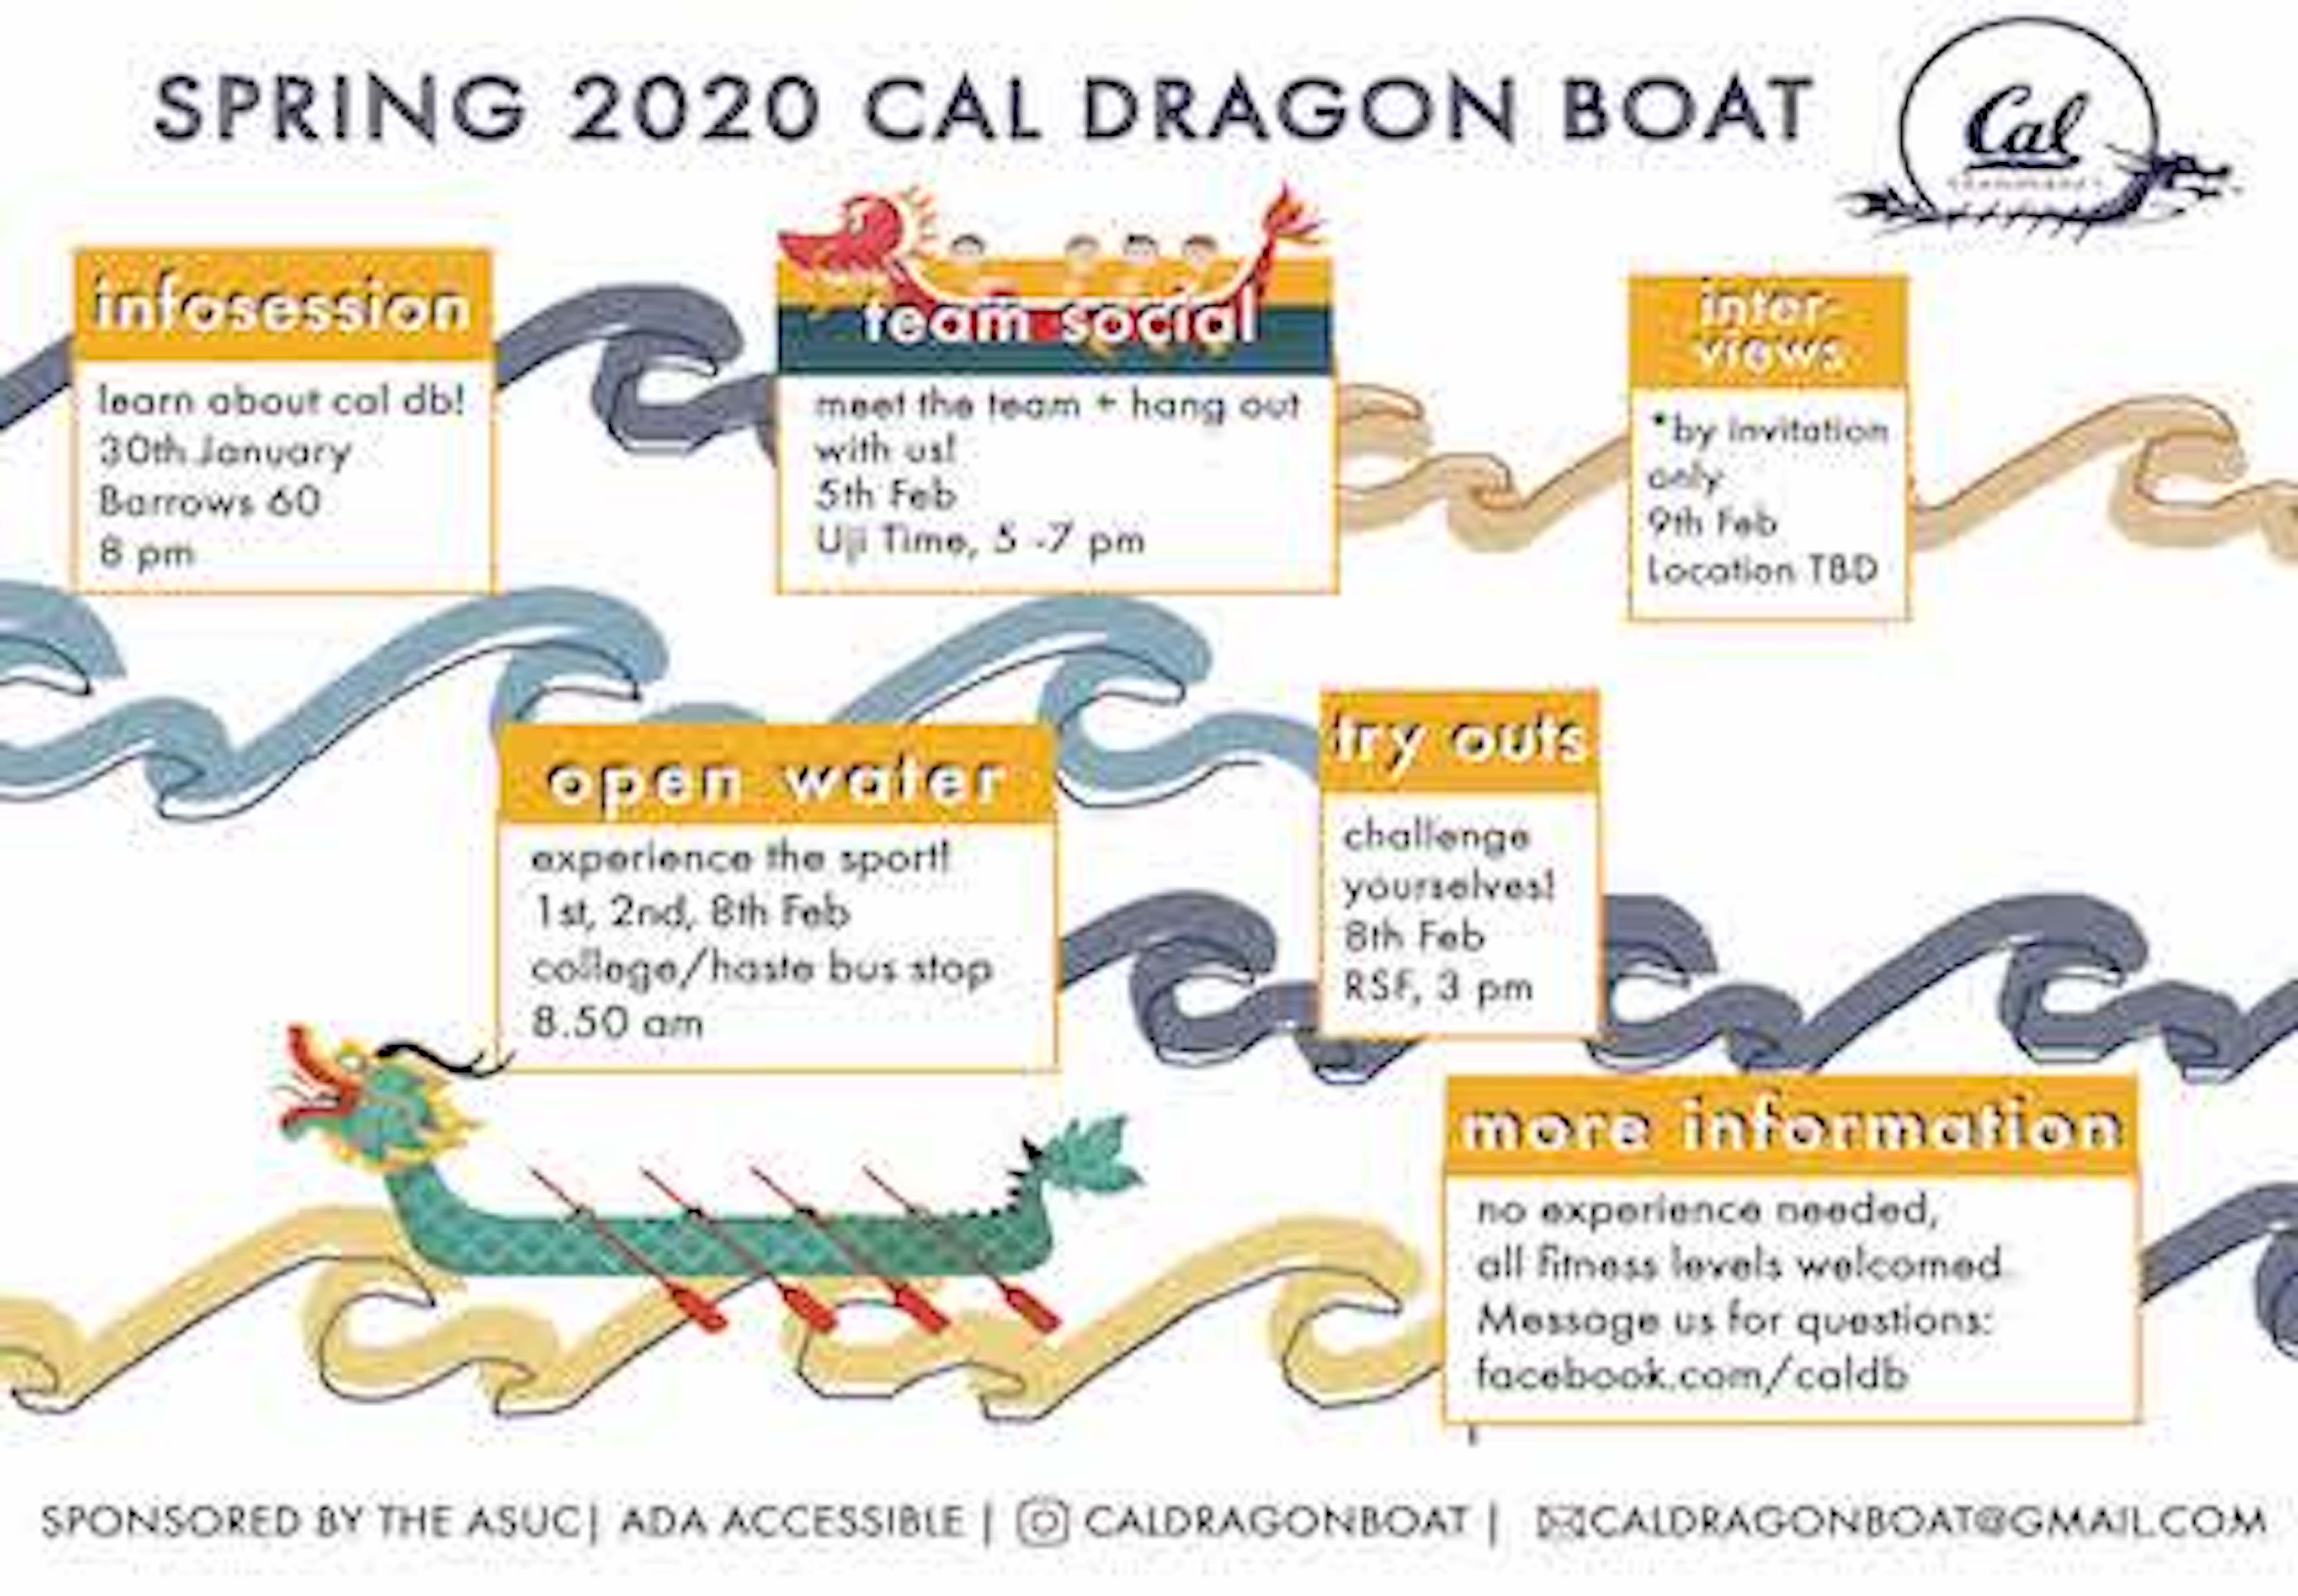 SPRING 2020 CAL DRAGON BOAT
Cal
infosession
learn about cal db!
30th January
Barrows 60
8 pm
team social
meet the team + hang out
with us!
5th Feb
Uji Time, 5 -7 pm
inter-
views
*by invitation
only
9th Feb
Location TBD
open water
experience the sport!
1st, 2nd, 8th Feb
college/haste bus stop
8.50 am
try outs
challenge
yourselves!
8th Feb
RSF, 3 pm
more information
no experience needed,
all fitness levels welcomed.
Message us for questions:
facebook.com/caldb
SPONSORED BY THE ASUC| ADA ACCESSIBLE | CALDRAGONBOAT | CALDRAGONBOAT@GMAIL.COM